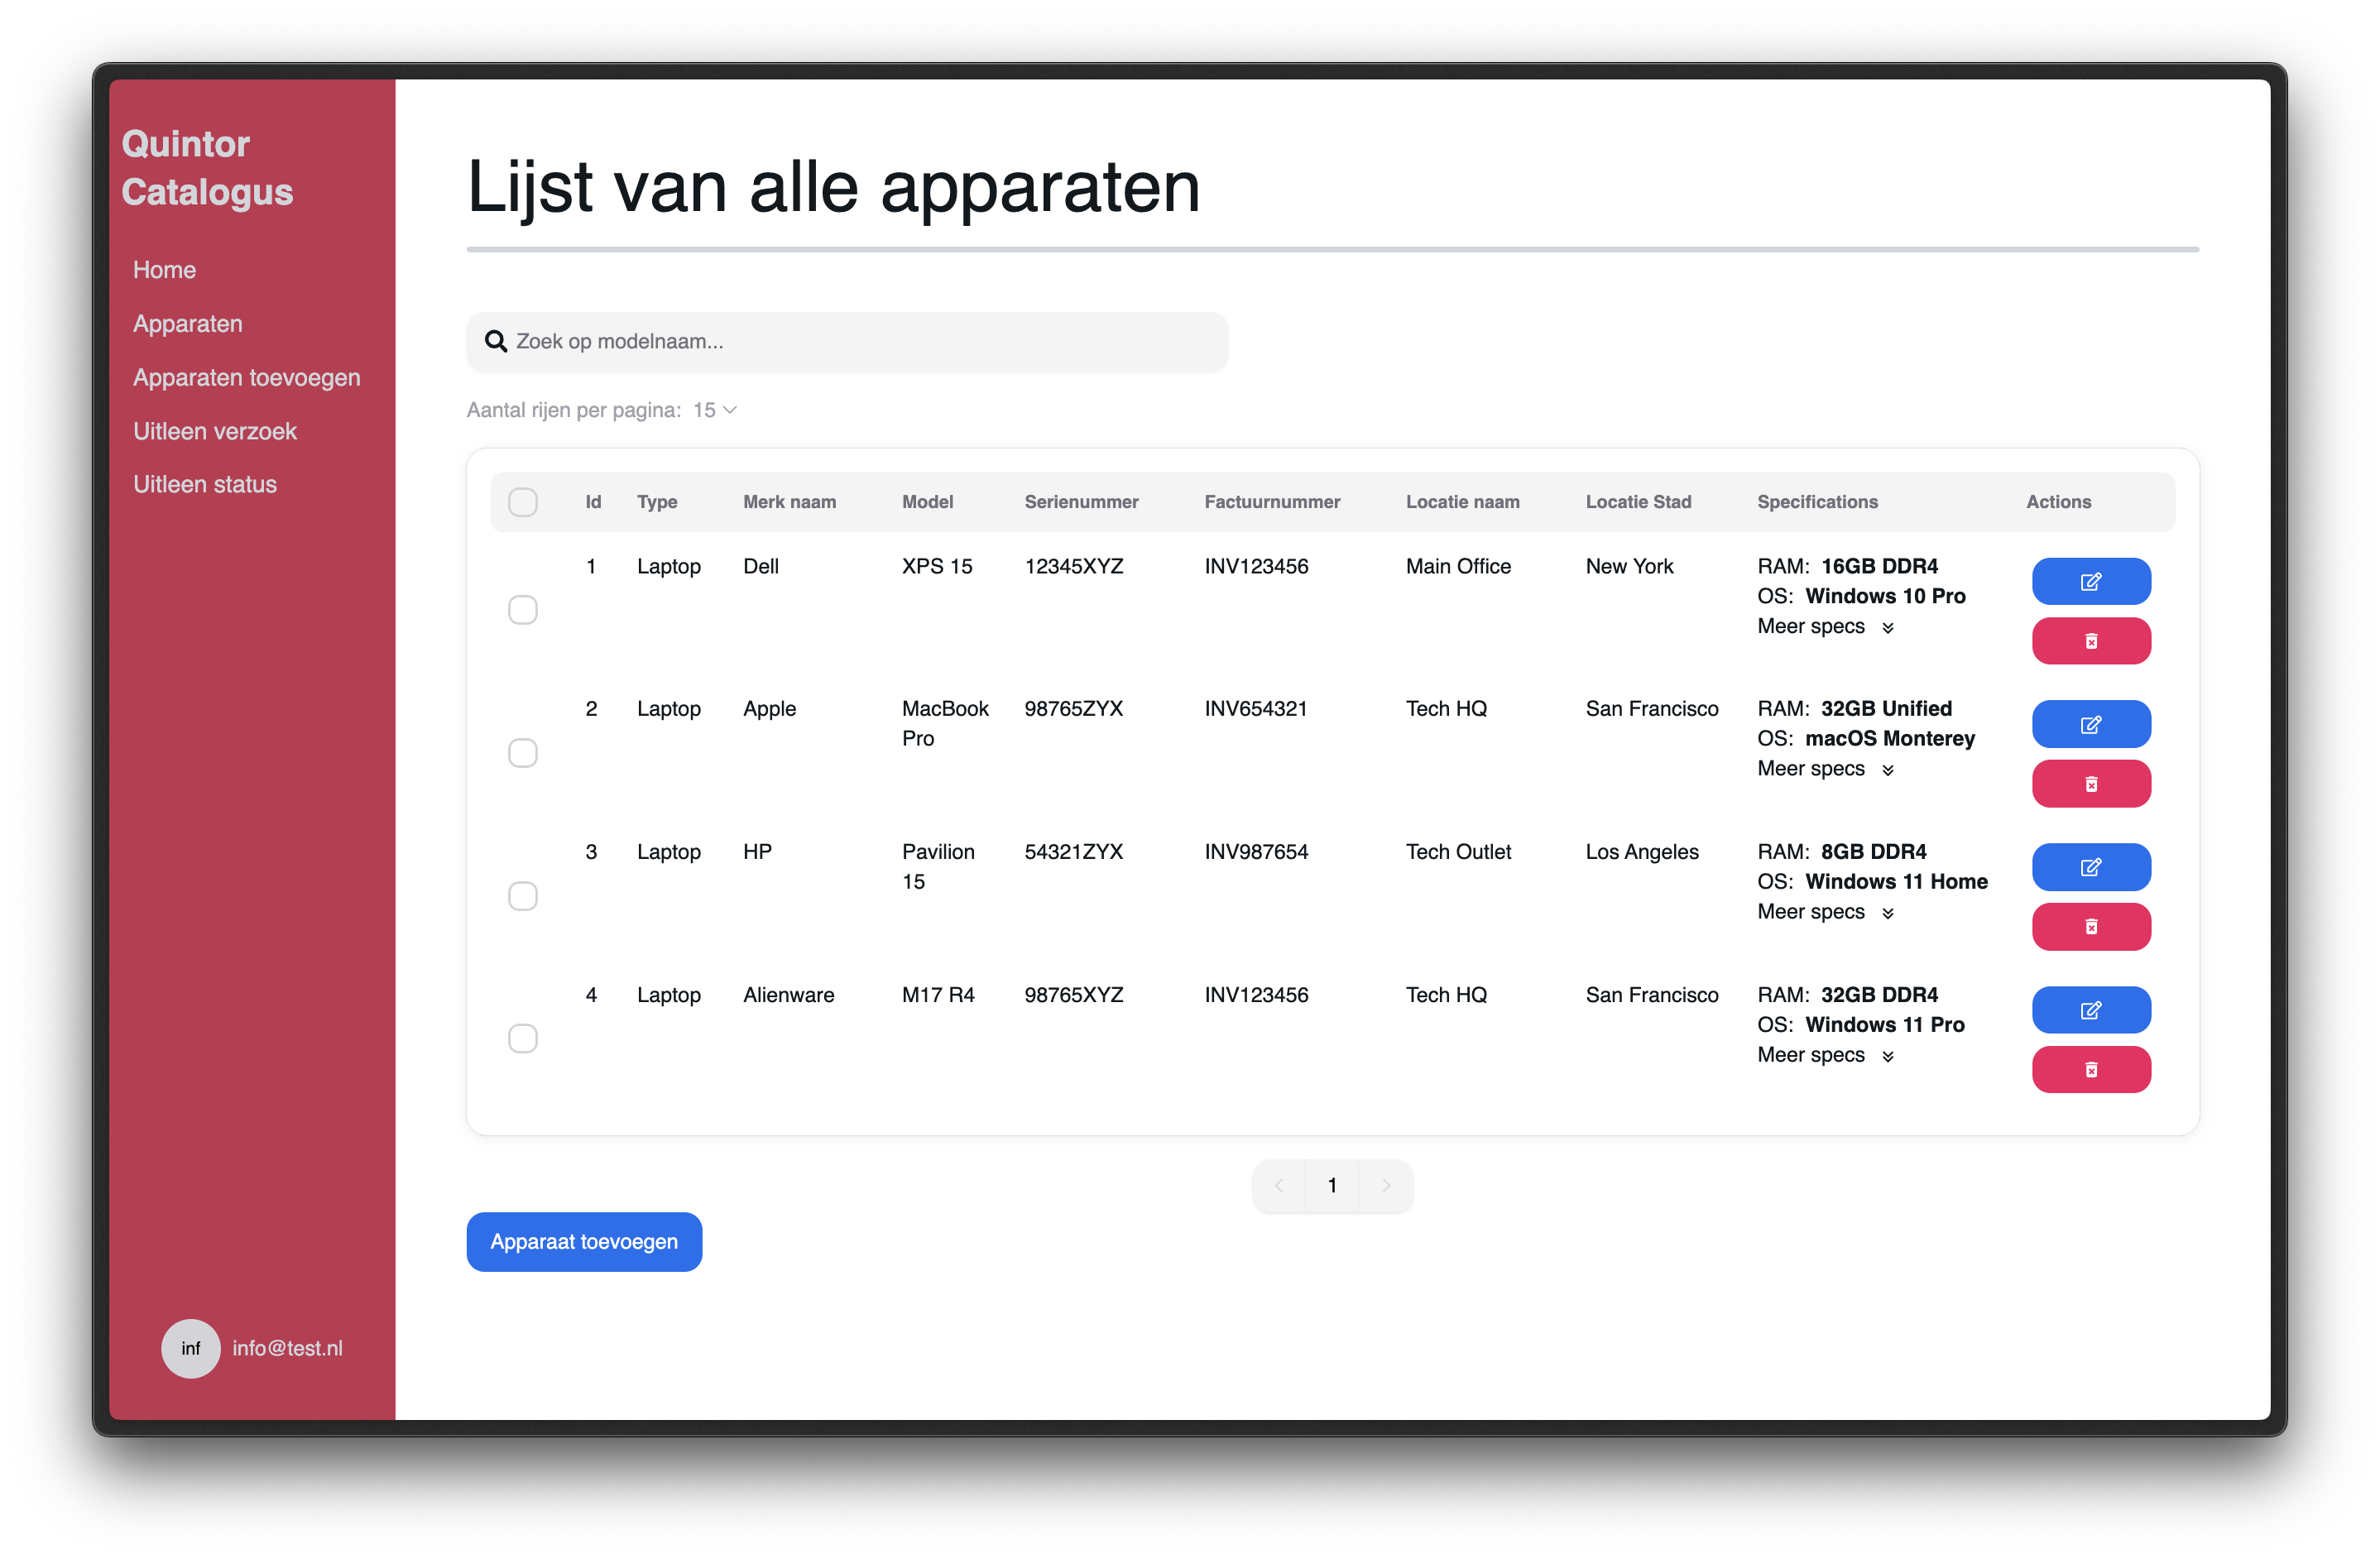 Quintor
Catalogus
Home
Apparaten
Apparaten toevoegen
Uitleen verzoek
Uitleen status
inf info@test.nl
Lijst van alle apparaten
Zoek op modelnaam...
Aantal rijen per pagina: 15
Id Type Merk naam Model Serienummer Factuurnummer Locatie naam Locatie Stad Specifications Actions
1 Laptop Dell XPS 15 12345XYZ INV123456 Main Office New York RAM: 16GB DDR4
OS: Windows 10 Pro
Meer specs
2 Laptop Apple MacBook 98765ZYX INV654321 Tech HQ San Francisco RAM: 32GB Unified
Pro OS: macOS Monterey
Meer specs
3 Laptop HP Pavilion 54321ZYX INV987654 Tech Outlet Los Angeles RAM: 8GB DDR4
15 OS: Windows 11 Home
Meer specs
4 Laptop Alienware M17 R4 98765XYZ INV123456 Tech HQ San Francisco RAM: 32GB DDR4
OS: Windows 11 Pro
Meer specs
1
Apparaat toevoegen